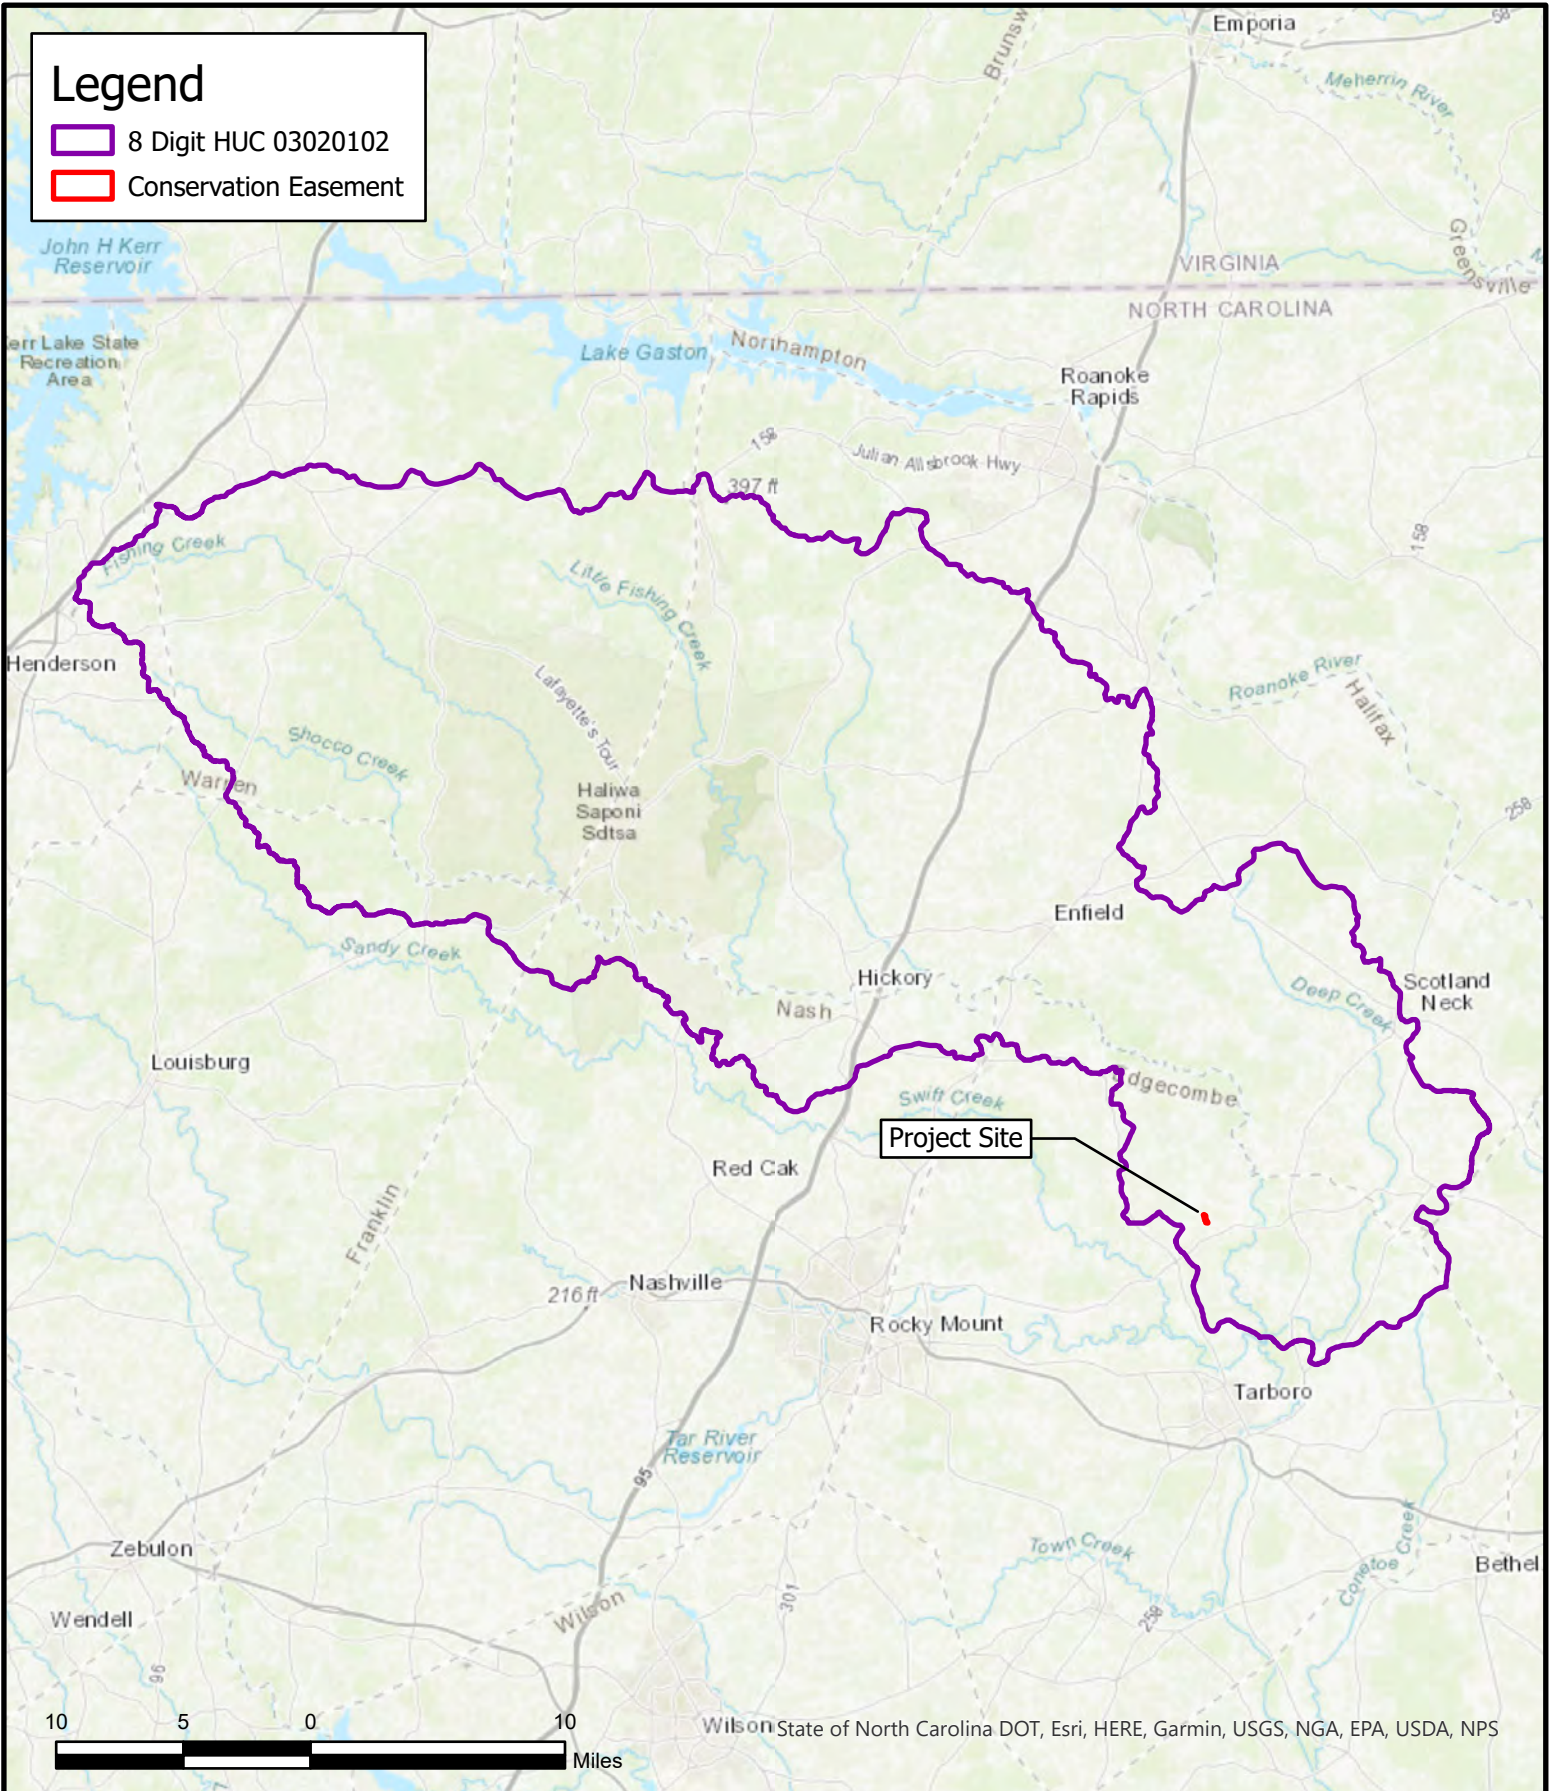 Legend
8 Digit HUC 03020102
Conservation Easement
Emporia
58
Brunsw
Meherrin River
Greensville
John H Kerr
Reservoir
VIRGINIA
NORTH CAROLINA
err Lake State
Recreation
Area
Lake Gaston
Northampton
Roanoke
Rapids
158
Julian Allsbrook Hwy
397 ft
158
Fishing Creek
Little Fishing Creek
Henderson
Lafayette's Tour
Roanoke River
Halifax
Shocco Creek
Warren
Haliwa
Saponi
Sdtsa
258
Enfield
Sandy Creek
Hickory
Scotland
Neck
Deep Creek
Nash
Louisburg
Edgecombe
Swift Creek
Project Site
Red Oak
Franklin
Nashville
216 ft
Rocky Mount
Tarboro
Tar River
Reservoir
95
Zebulon
Town Creek
Conetoe Creek
Bethel
Wendell
Wilson
301
258
96
10 5 0 10
Miles
Wilson
State of North Carolina DOT, Esri, HERE, Garmin, USGS, NGA, EPA, USDA, NPS